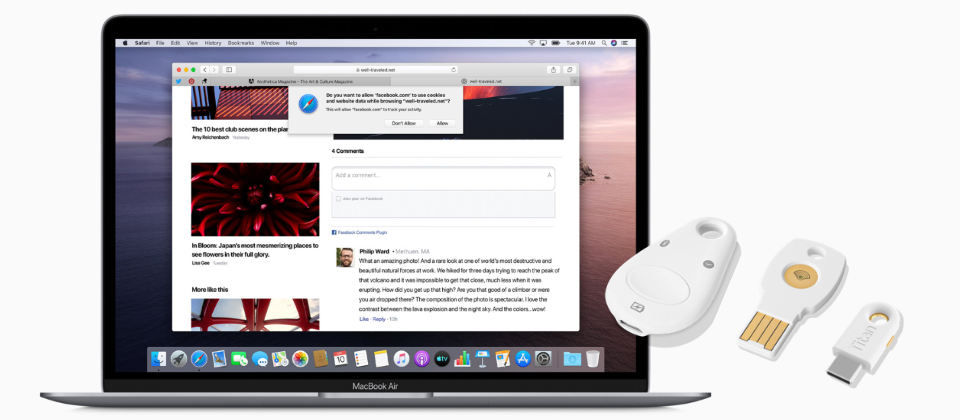 Safari File Edit View History Bookmarks Window Help
Tue 9:41 AM
well-traveled.net
Aesthetica Magazine – The Art & Culture Magazine
well-traveled.net
Do you want to allow "facebook.com" to use cookies
and website data while browsing "well-traveled.net"?
This will allow "facebook.com" to track your activity.
Don't Allow
Allow
The 10 best club scenes on the plan
Amy Reichenbach Yesterday
4 Comments
Add a comment...
Also post on Facebook
Facebook Comments Plugin
In Bloom: Japan's most mesmerizing places to
see flowers in their full glory.
Lisa Gee Tuesday
Philip Ward • Methuen, MA
What an amazing photo! And a rare look at one of world's most destructive and
beautiful natural forces at work. We hiked for three days trying to reach the peak of
that volcano and it was impossible to get that close, much less when it was
erupting. How did you get up that high? Are you that good of a climber or were
you air dropped there? The composition of the photo is spectacular. I love the
contrast between the lava explosion and the night sky. And the colors...wow!
Like · Reply · 10h
More like this
10
tv
MacBook Air
Titan